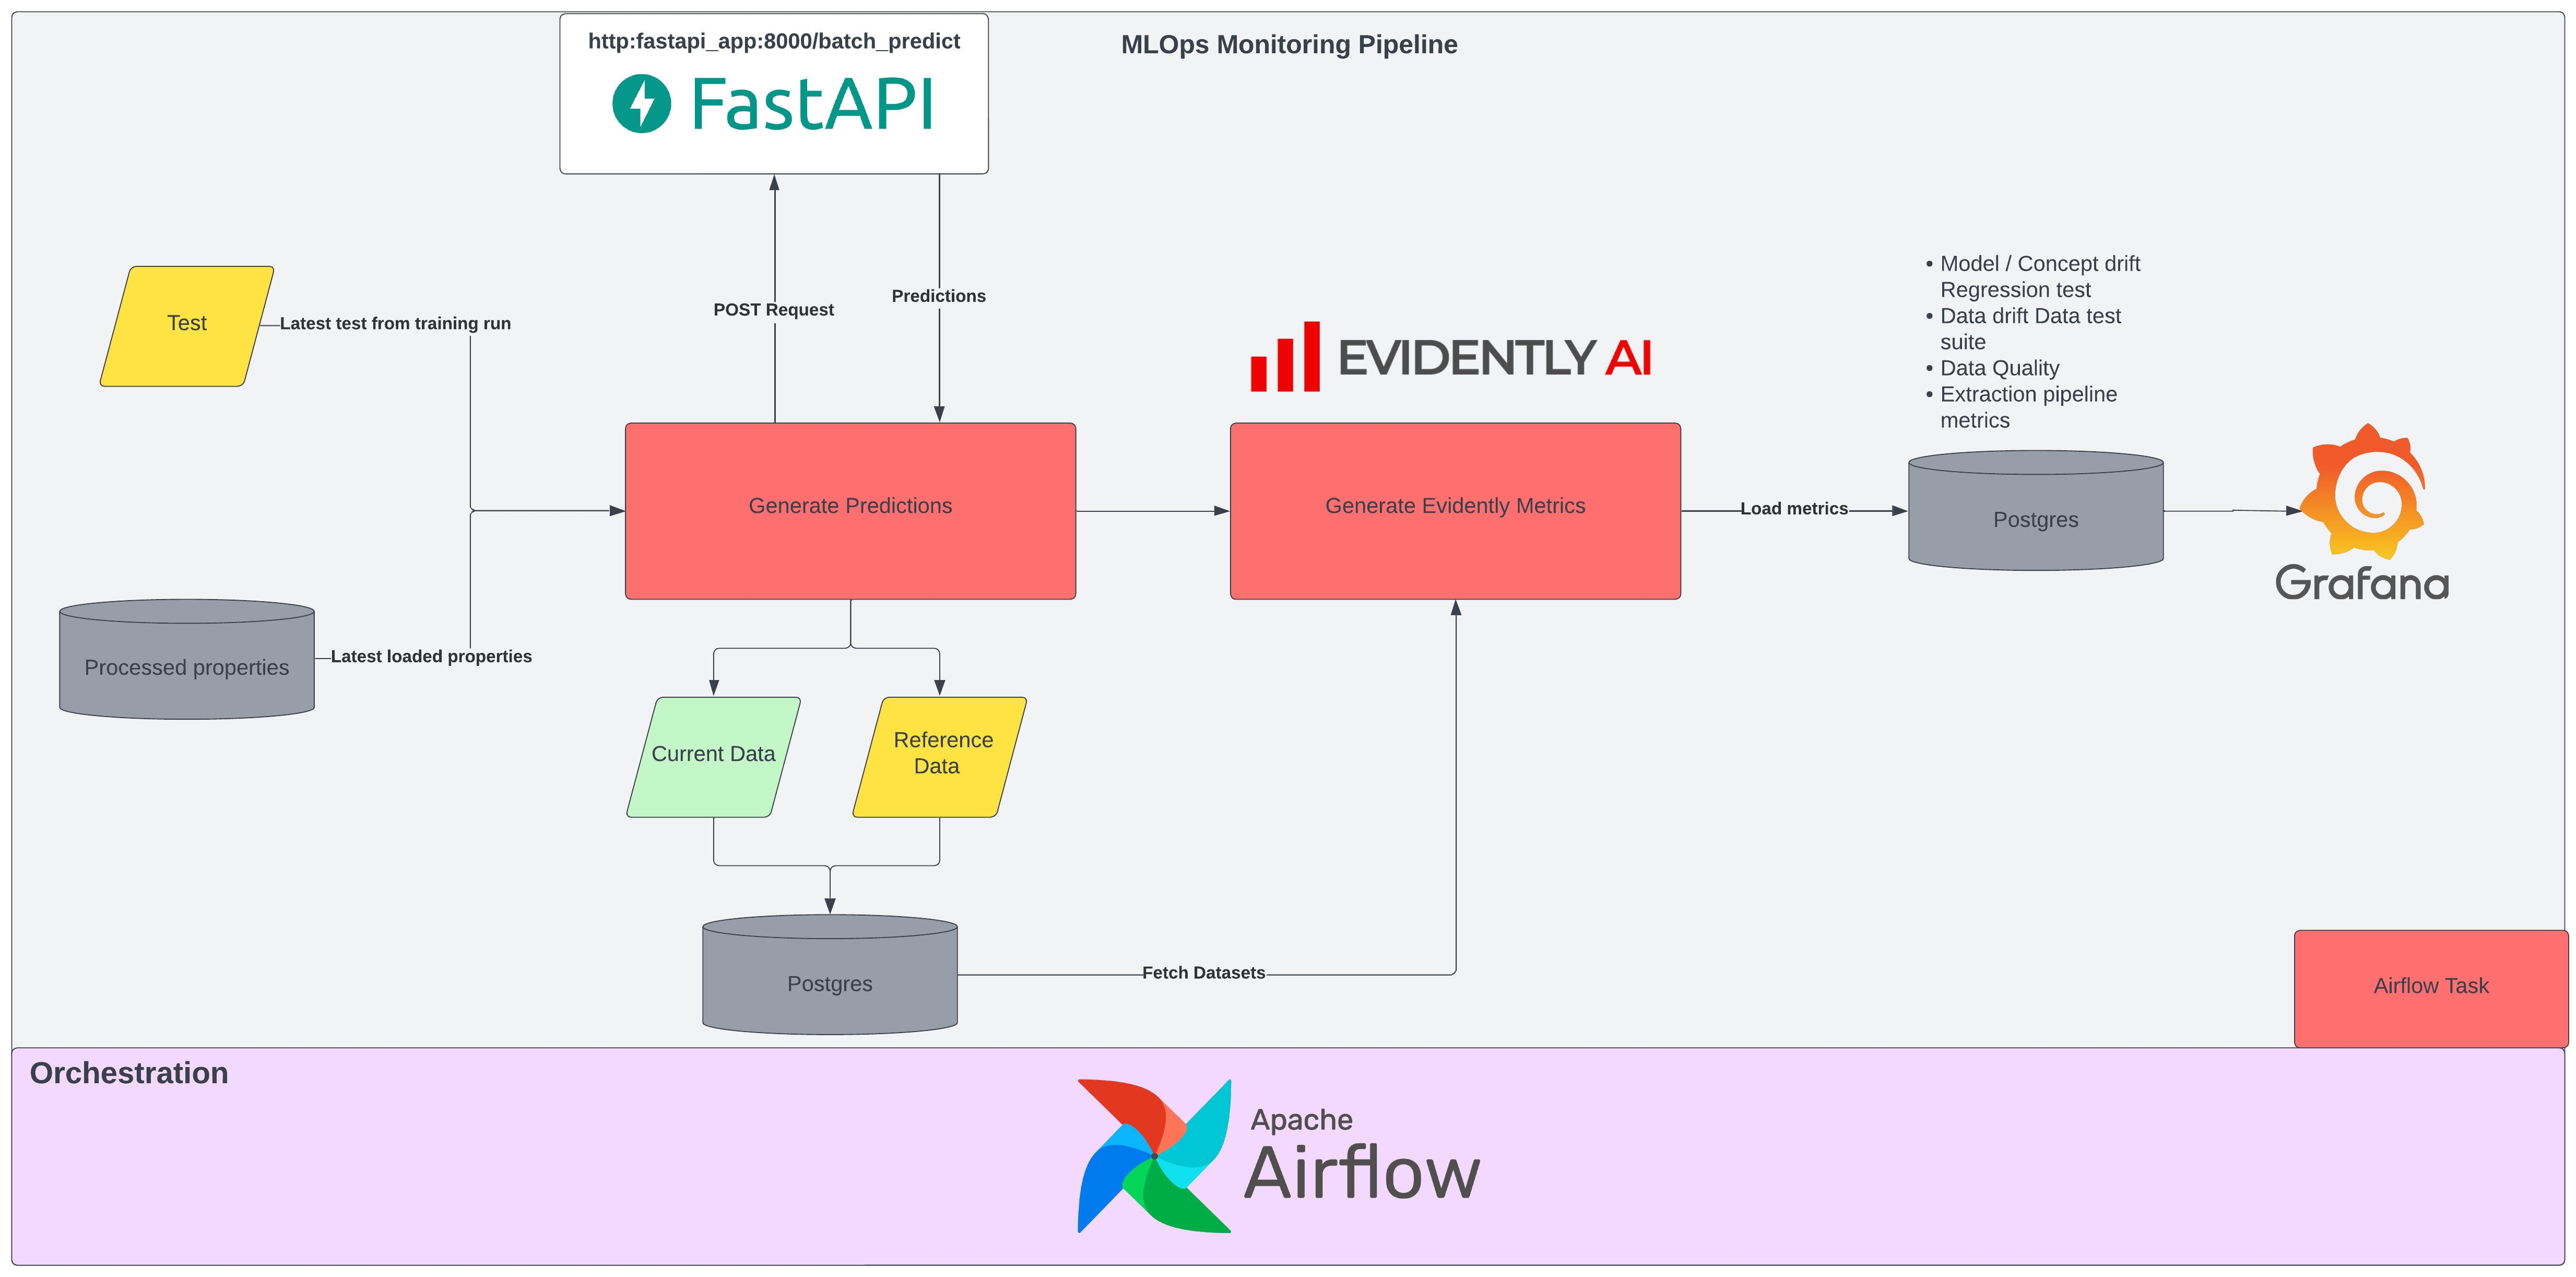 http:fastapi_app:8000/batch_predict
FastAPI
MLOps Monitoring Pipeline
Test
Latest test from training run
POST Request
Predictions
EVIDENTLY AI
• Model / Concept drift
Regression test
• Data drift Data test
suite
• Data Quality
• Extraction pipeline
metrics
Generate Predictions
Generate Evidently Metrics
Load metrics
Postgres
Grafana
Processed properties
Latest loaded properties
Current Data
Reference
Data
Postgres
Fetch Datasets
Airflow Task
Orchestration
Apache
Airflow